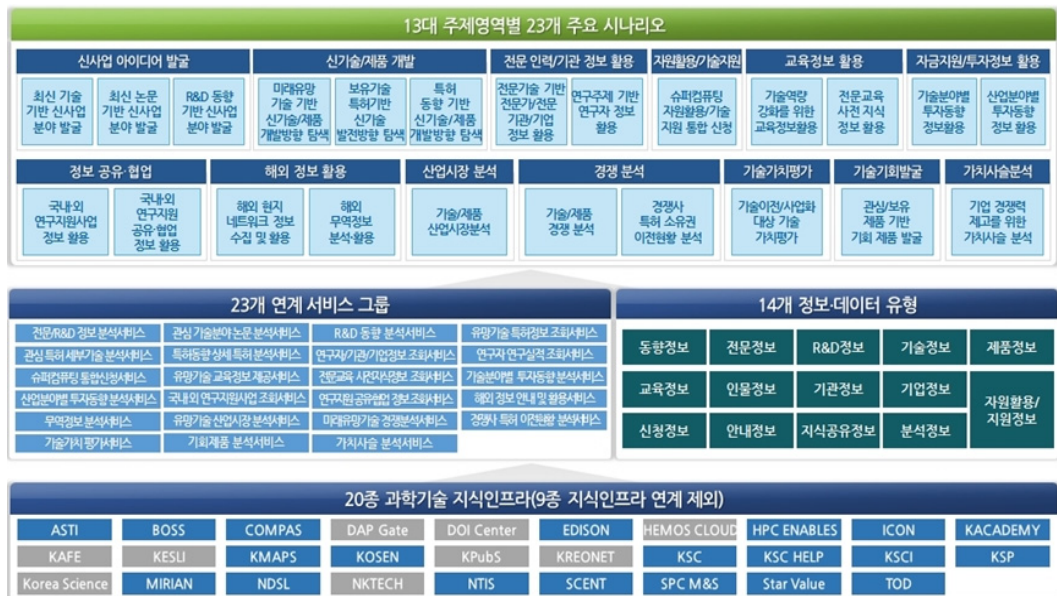 13대 주제영역별 23개 주요 시나리오
신사업 아이디어 발굴
최신 기술
기반 신사업
분야 발굴
최신 논문
기반 신사업
분야 발굴
R&D 동향
기반 신사업
분야 발굴
신기술/제품 개발
미래유망
기술 기반
신기술/제품
개발방향 탐색
보유기술
특허기반
신기술
발전방향 탐색
특허
동향 기반
신기술/제품
개발방향 탐색
전문 인력/기관 정보 활용
전문기술 기반
전문가/전문
기관/기업
정보 활용
연구주제 기반
연구자 정보
활용
자원활용/기술지원
슈퍼컴퓨팅
자원활용/기술
지원 통합 신청
교육정보 활용
기술역량
강화를 위한
교육정보활용
전문교육
사전 지식
정보 활용
자금지원/투자정보 활용
기술분야별
투자동향
정보활용
산업분야별
투자동향
정보 활용
정보 공유·협업
국내·외
연구지원사업
정보 활용
국내·외
연구지원
공유·협업
정보 활용
해외 정보 활용
해외 현지
네트워크 정보
수집 및 활용
해외
무역정보
분석·활용
산업시장 분석
기술/제품
산업시장분석
경쟁 분석
기술/제품
경쟁 분석
경쟁사
특허 소유권
이전현황 분석
기술가치평가
기술이전/사업화
대상 기술
가치평가
기술기회발굴
관심/보유
제품 기반
기회 제품 발굴
가치사슬분석
기업 경쟁력
제고를 위한
가치사슬 분석
23개 연계 서비스 그룹
전문/R&D 정보 분석서비스
관심 기술분야 논문 분석서비스
R&D 동향 분석서비스
유망기술 특허정보 조회서비스
관심 특허 세부기술 분석서비스
특허동향 상세 특허 분석서비스
연구자/기관/기업정보 조회서비스
연구자 연구실적 조회서비스
슈퍼컴퓨팅 통합신청서비스
유망기술 교육정보 제공서비스
전문교육 사전지식정보 조회서비스
기술분야별 투자동향 분석서비스
산업분야별 투자동향 분석서비스
국내·외 연구지원사업 조회서비스
연구지원 공유협업 정보 조회서비스
해외 정보 안내 및 활용서비스
무역정보 분석서비스
유망기술 산업시장 분석서비스
미래유망기술 경쟁분석서비스
경쟁사 특허 이전현황 분석서비스
기술가치 평가서비스
기회제품 분석서비스
가치사슬 분석서비스
14개 정보·데이터 유형
동향정보
전문정보
R&D정보
기술정보
제품정보
교육정보
인물정보
기관정보
기업정보
자원활용/
지원정보
신청정보
안내정보
지식공유정보
분석정보
20종 과학기술 지식인프라(9종 지식인프라 연계 제외)
ASTI
BOSS
COMPAS
DAP Gate
DOI Center
EDISON
HEMOS CLOUD
HPC ENABLES
ICON
KACADEMY
KAFE
KESLI
KMAPS
KOSEN
KPubS
KREONET
KSC
KSC HELP
KSCI
KSP
Korea Science
MIRIAN
NDSL
NKTECH
NTIS
SCENT
SPC M&S
Star Value
TOD